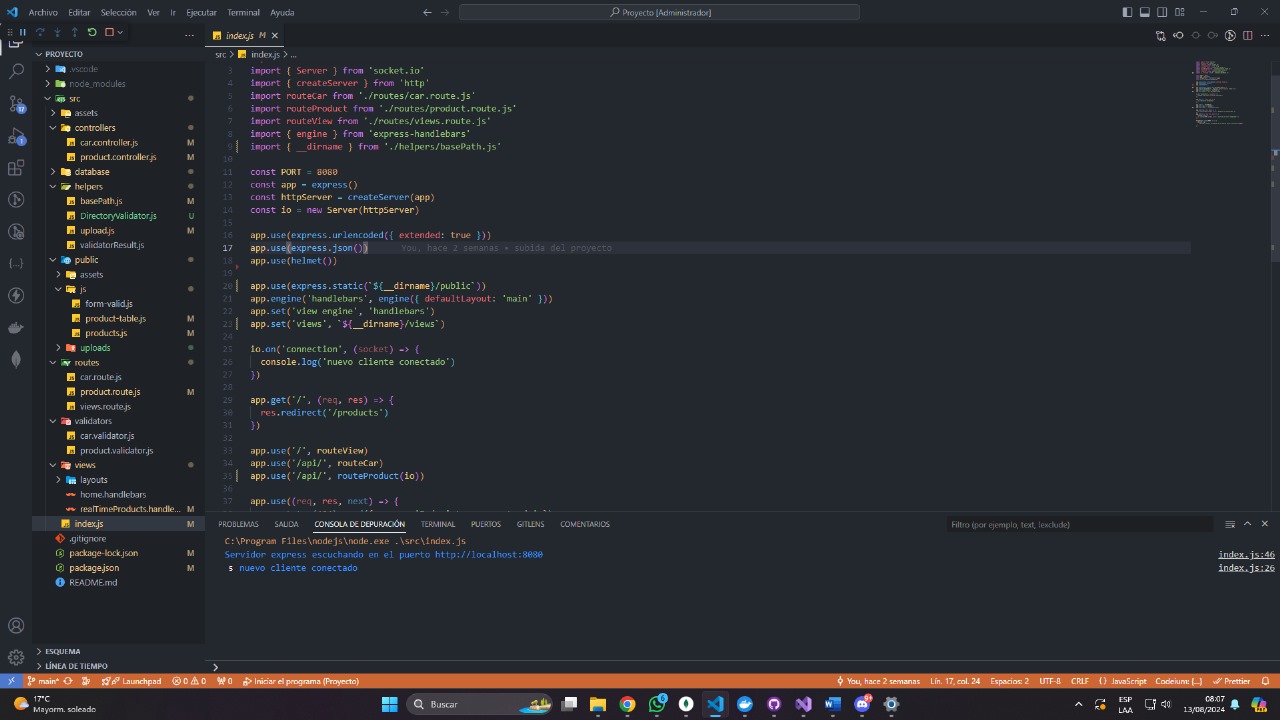 Archivo Editar Selección Ver Ir Ejecutar Terminal Ayuda
Proyecto [Administrador]
index.js M
PROYECTO
.vscode
node_modules
src
assets
controllers
car.controller.js M
product.controller.js M
database
helpers
basePath.js M
DirectoryValidator.js U
upload.js M
validatorResult.js M
public
assets
js
form-valid.js
product-table.js M
products.js M
uploads
routes
car.route.js
product.route.js M
views.route.js
validators
car.validator.js
product.validator.js
views
layouts
home.handlebars
realTimeProducts.handle... M
index.js M
.gitignore
package-lock.json M
package.json M
README.md
ESQUEMA
LÍNEA DE TIEMPO
17
1
src > index.js > ...
3 import { Server } from 'socket.io'
4 import { createServer } from 'http'
5 import routeCar from './routes/car.route.js'
6 import routeProduct from './routes/product.route.js'
7 import routeView from './routes/views.route.js'
8 import { engine } from 'express-handlebars'
9 import { __dirname } from './helpers/basePath.js'
10
11 const PORT = 8080
12 const app = express()
13 const httpServer = createServer(app)
14 const io = new Server(httpServer)
15
16 app.use(express.urlencoded({ extended: true }))
17 app.use(express.json()) You, hace 2 semanas • subida del proyecto
18 app.use(helmet())
19
20 app.use(express.static(`${__dirname}/public`))
21 app.engine('handlebars', engine({ defaultLayout: 'main' }))
22 app.set('view engine', 'handlebars')
23 app.set('views', `${__dirname}/views`)
24
25 io.on('connection', (socket) => {
26 console.log('nuevo cliente conectado')
27 })
28
29 app.get('/', (req, res) => {
30 res.redirect('/products')
31 })
32
33 app.use('/', routeView)
34 app.use('/api/', routeCar)
35 app.use('/api/', routeProduct(io))
36
37 app.use((req, res, next) => {
PROBLEMAS SALIDA CONSOLA DE DEPURACIÓN TERMINAL PUERTOS GITLENS COMENTARIOS
Filtro (por ejemplo, text, !exclude)
C:\Program Files\nodejs\node.exe .\src\index.js
Servidor express escuchando en el puerto http://localhost:8080 index.js:46
s nuevo cliente conectado index.js:26
main* Launchpad 0 0 0 Iniciar el programa (Proyecto) You, hace 2 semanas Lín. 17, col. 24 Espacios: 2 UTF-8 CRLF {} JavaScript Codeium: {...} Prettier
17°C
Mayorm. soleado
Buscar
6
9+
ESP
LAA
08:07
13/08/2024